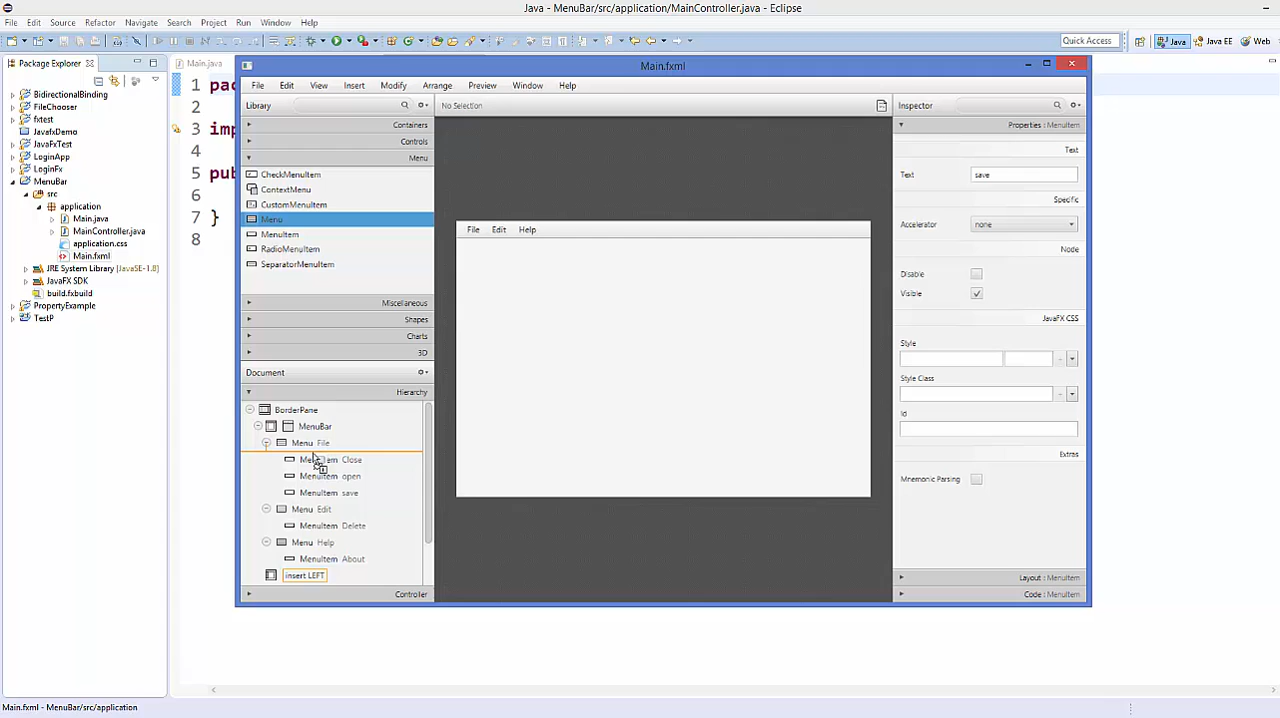 Java - MenuBar/src/application/MainController.java - Eclipse
File Edit Source Refactor Navigate Search Project Run Window Help
Quick Access
Java
Java EE
Web
Package Explorer
BidirectionalBinding
FileChooser
fxtest
JavafxDemo
JavaFxTest
LoginApp
LoginFx
MenuBar
src
application
Main.java
MainController.java
application.css
Main.fxml
JRE System Library [JavaSE-1.8]
JavaFX SDK
build.fxbuild
PropertyExample
TestP
Main.java
1 pac
2
3 imp
4
5 pub
6
7 }
8
Main.fxml
File Edit View Insert Modify Arrange Preview Window Help
Library
Containers
Controls
Menu
CheckMenuItem
ContextMenu
CustomMenuItem
Menu
MenuItem
RadioMenuItem
SeparatorMenuItem
Miscellaneous
Shapes
Charts
3D
Document
Hierarchy
BorderPane
MenuBar
Menu File
MenuItem Close
MenuItem open
MenuItem save
Menu Edit
MenuItem Delete
Menu Help
MenuItem About
insert LEFT
Controller
No Selection
File Edit Help
Inspector
Properties : MenuItem
Text
Text save
Specific
Accelerator none
Node
Disable
Visible
JavaFX CSS
Style
Style Class
Id
Extras
Mnemonic Parsing
Layout : MenuItem
Code : MenuItem
Main.fxml - MenuBar/src/application